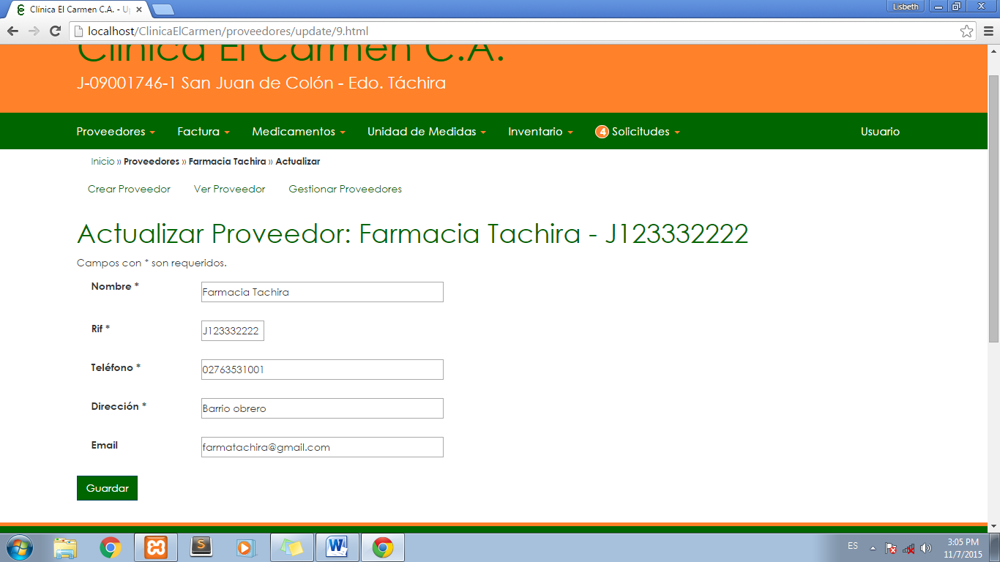 Clínica El Carmen C.A. - U
Lisbeth
localhost/ClinicaElCarmen/proveedores/update/9.html
Clínica El Carmen C.A.
J-09001746-1 San Juan de Colón - Edo. Táchira
Proveedores Factura Medicamentos Unidad de Medidas Inventario 4 Solicitudes Usuario
Inicio » Proveedores » Farmacia Tachira » Actualizar
Crear Proveedor Ver Proveedor Gestionar Proveedores
Actualizar Proveedor: Farmacia Tachira - J123332222
Campos con * son requeridos.
Nombre * Farmacia Tachira
Rif * J123332222
Teléfono * 02763531001
Dirección * Barrio obrero
Email farmatachira@gmail.com
Guardar
ES
3:05 PM
11/7/2015